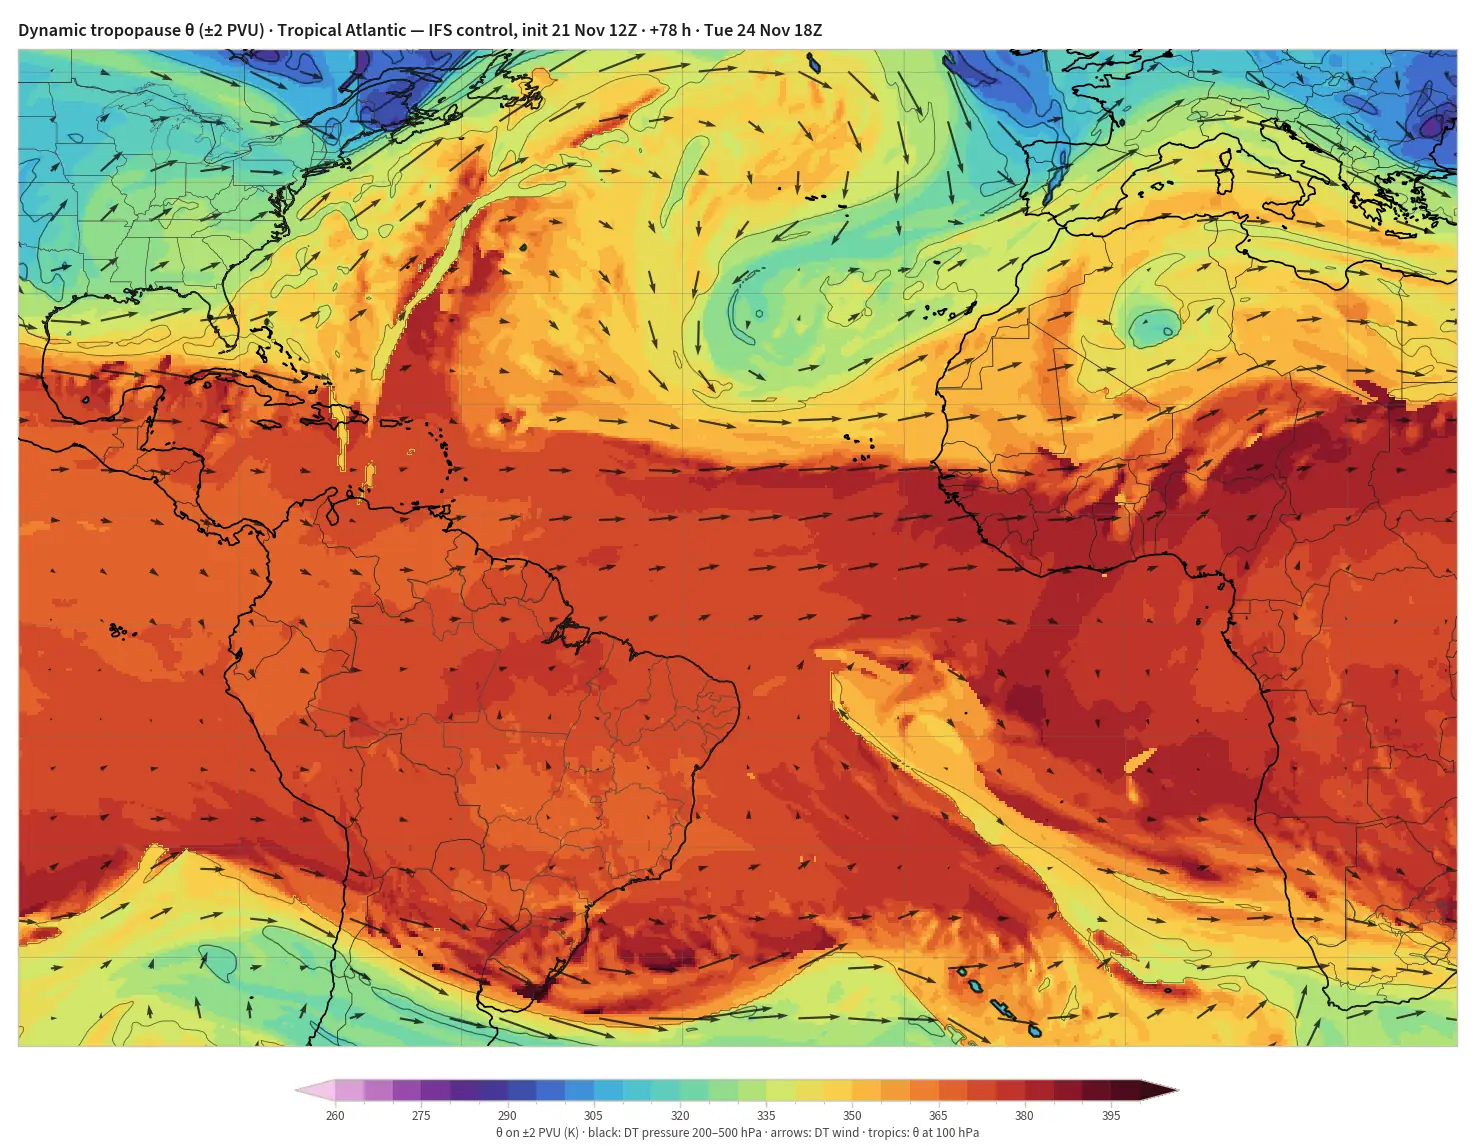 Dynamic tropopause θ (±2 PVU) · Tropical Atlantic — IFS control, init 21 Nov 12Z · +78 h · Tue 24 Nov 18Z
260 275 290 305 320 335 350 365 380 395
θ on ±2 PVU (K) · black: DT pressure 200–500 hPa · arrows: DT wind · tropics: θ at 100 hPa